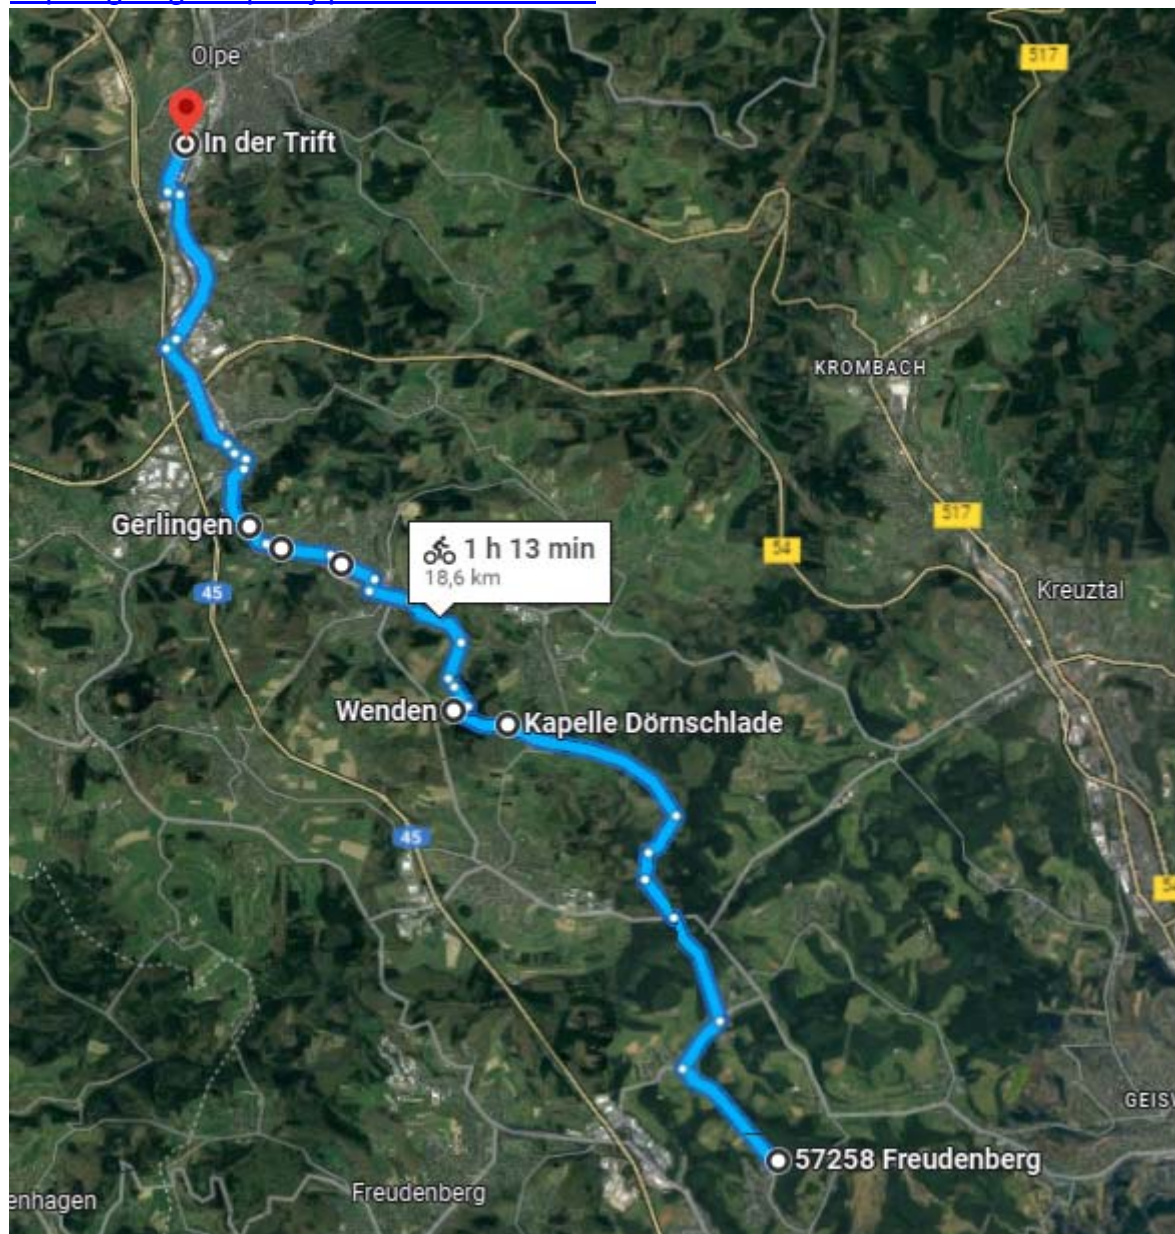 Olpe
517
In der Trift
KROMBACH
Gerlingen
1 h 13 min
18,6 km
517
54
45
Kreuztal
Wenden
Kapelle Dörnschlade
45
GEISW
57258 Freudenberg
Freudenberg
enhagen